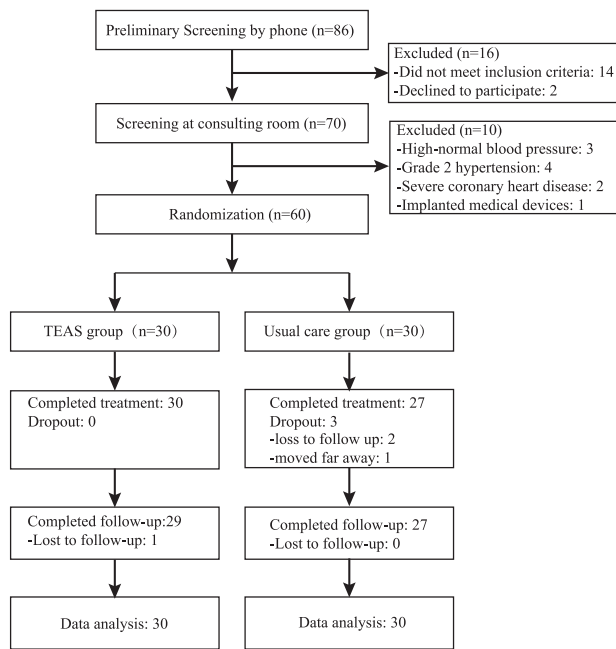 Preliminary Screening by phone (n=86)
Excluded (n=16)
-Did not meet inclusion criteria: 14
-Declined to participate: 2
Screening at consulting room (n=70)
Excluded (n=10)
-High-normal blood pressure: 3
-Grade 2 hypertension: 4
-Severe coronary heart disease: 2
-Implanted medical devices: 1
Randomization (n=60)
TEAS group（n=30）
Usual care group（n=30）
Completed treatment: 30
Dropout: 0
Completed treatment: 27
Dropout: 3
-loss to follow up: 2
-moved far away: 1
Completed follow-up:29
-Lost to follow-up: 1
Completed follow-up: 27
-Lost to follow-up: 0
Data analysis: 30
Data analysis: 30